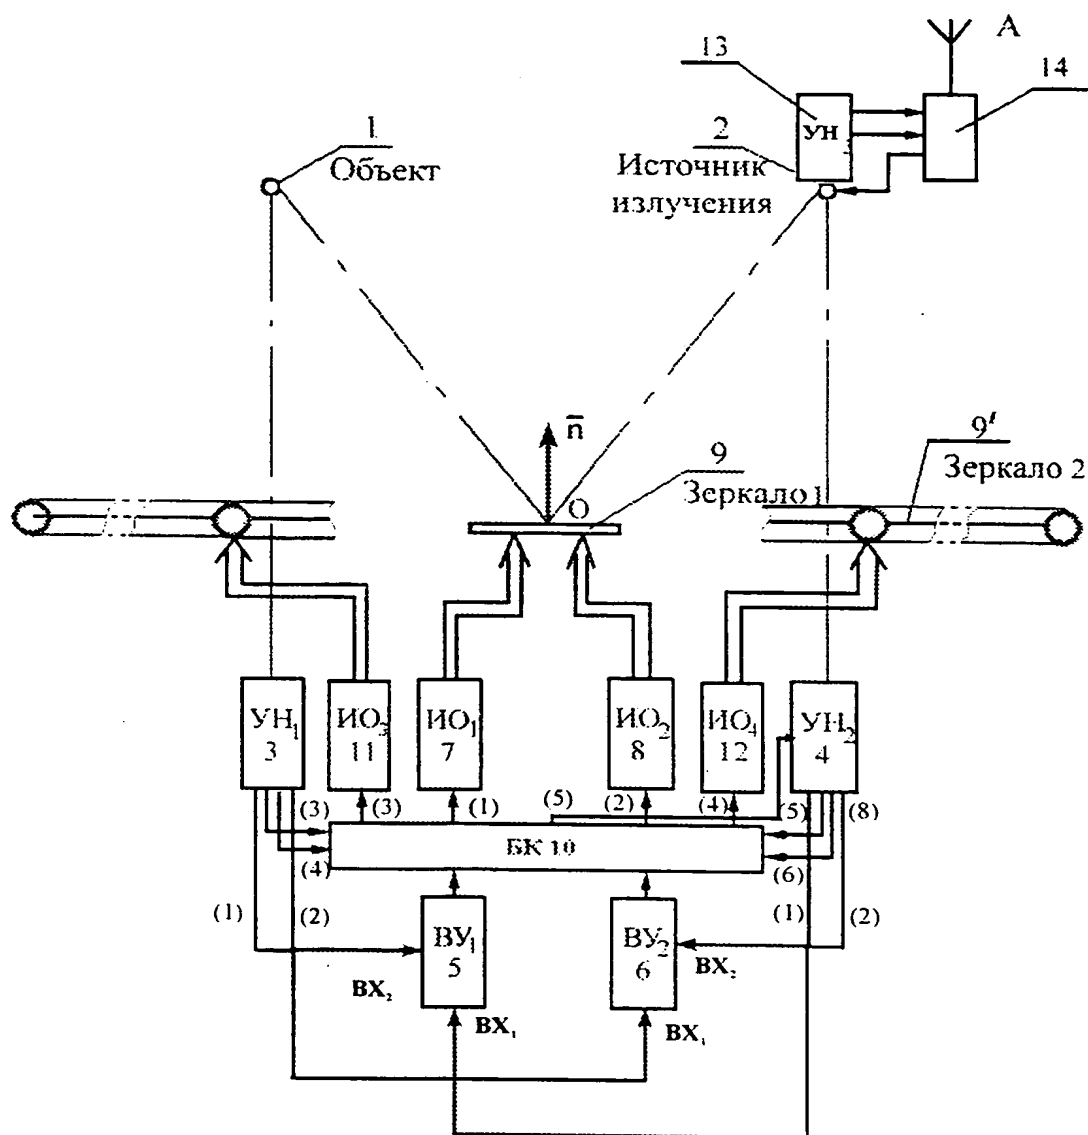 А
13
14
УН
2
1
Объект
Источник
излучения
n̅
9
9′
О
Зеркало 1
Зеркало 2
УН₁
3
ИО₃
11
ИО₁
7
ИО₂
8
ИО₄
12
УН₂
4
(3)
(3)
(1)
(5)
(2)
(4)
(5)
(8)
БК 10
(4)
(6)
(1)
(2)
(1)
(2)
ВУ₁
5
ВУ₂
6
ВХ₂
ВХ₂
ВХ₁
ВХ₁